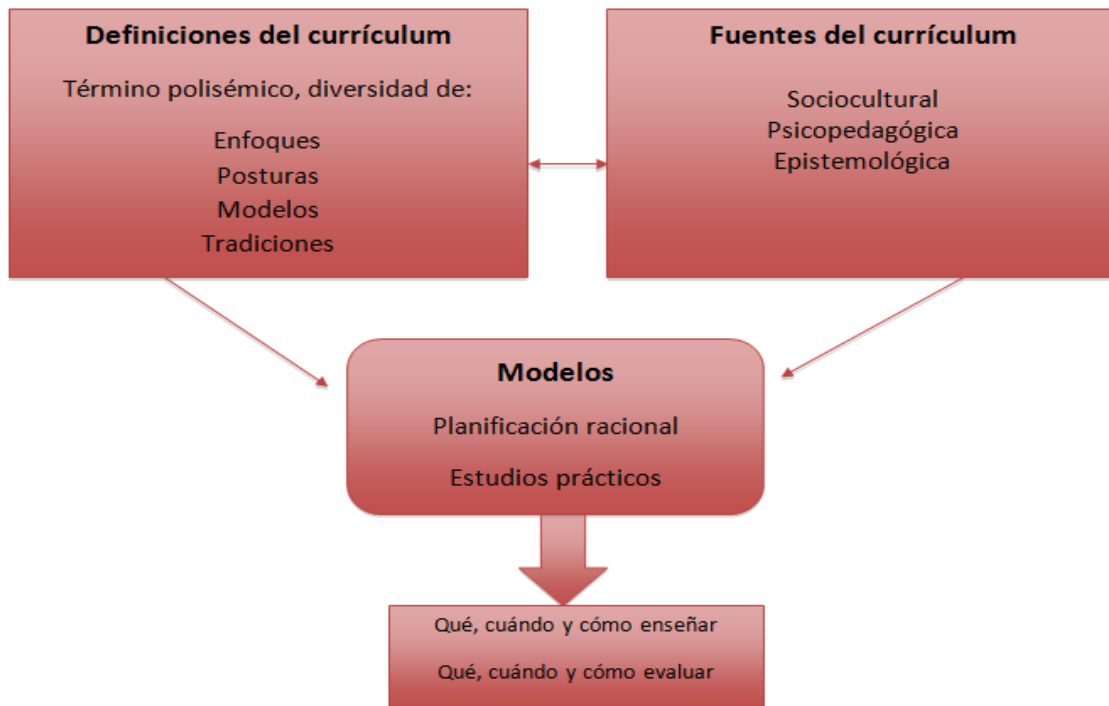 Definiciones del currículum
Término polisémico, diversidad de:
Enfoques
Posturas
Modelos
Tradiciones
Fuentes del currículum
Sociocultural
Psicopedagógica
Epistemológica
Modelos
Planificación racional
Estudios prácticos
Qué, cuándo y cómo enseñar
Qué, cuándo y cómo evaluar